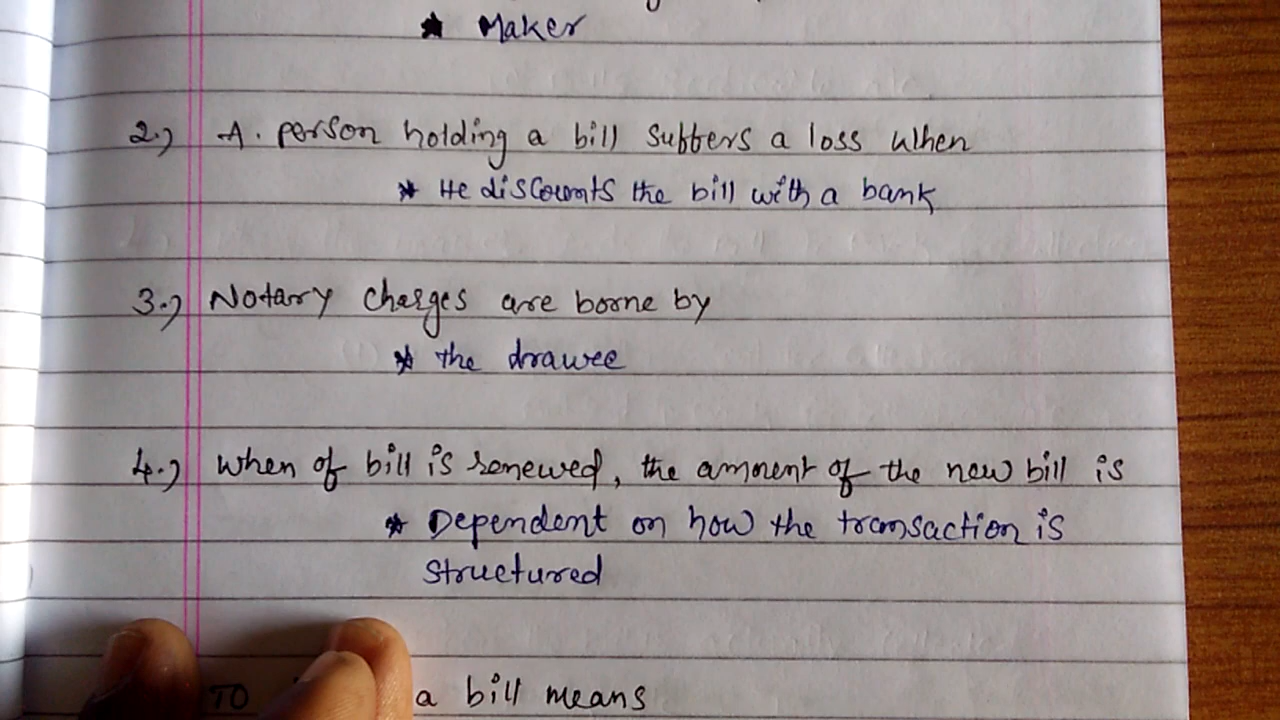 * Maker
2.) A. person holding a bill suffers a loss when
* He discounts the bill with a bank
3.) Notary charges are borne by
* the drawee
4.) When of bill is renewed, the amount of the new bill is
* Dependent on how the transaction is
structured
To a bill means